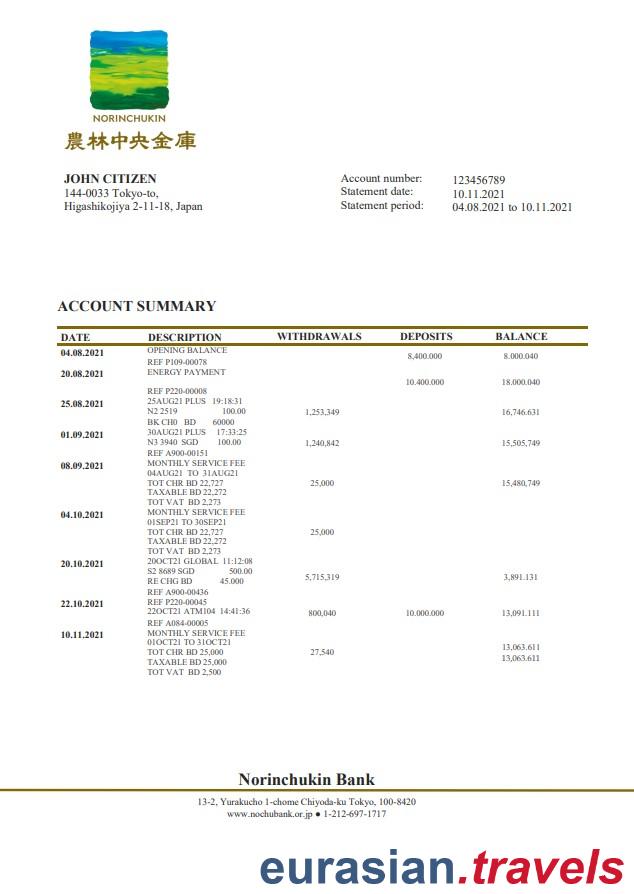 NORINCHUKIN
農林中央金庫
JOHN CITIZEN
144-0033 Tokyo-to,
Higashikojiya 2-11-18, Japan
Account number: 123456789
Statement date: 10.11.2021
Statement period: 04.08.2021 to 10.11.2021
ACCOUNT SUMMARY
DATE DESCRIPTION WITHDRAWALS DEPOSITS BALANCE
04.08.2021 OPENING BALANCE 8,400.000 8.000.040
REF P109-00078
20.08.2021 ENERGY PAYMENT
10.400.000 18.000.040
REF P220-00008
25.08.2021 25AUG21 PLUS 19:18:31
N2 2519 100.00 1,253,349 16,746.631
BK CH0 BD 60000
01.09.2021 30AUG21 PLUS 17:33:25
N3 3940 SGD 100.00 1,240,842 15,505,749
REF A900-00151
08.09.2021 MONTHLY SERVICE FEE
04AUG21 TO 31AUG21
TOT CHR BD 22,727 25,000 15,480,749
TAXABLE BD 22,272
TOT VAT BD 2,273
04.10.2021 MONTHLY SERVICE FEE
01SEP21 TO 30SEP21
TOT CHR BD 22,727 25,000
TAXABLE BD 22,272
TOT VAT BD 2,273
20.10.2021 20OCT21 GLOBAL 11:12:08
S2 8689 SGD 500.00
RE CHG BD 45.000 5,715,319 3,891.131
REF A900-00436
22.10.2021 REF P220-00045
22OCT21 ATM104 14:41:36 800,040 10.000.000 13,091.111
REF A084-00005
10.11.2021 MONTHLY SERVICE FEE
01OCT21 TO 31OCT21 13,063.611
TOT CHR BD 25,000 27,540
TAXABLE BD 25,000 13,063.611
TOT VAT BD 2,500
Norinchukin Bank
13-2, Yurakucho 1-chome Chiyoda-ku Tokyo, 100-8420
www.nochubank.or.jp ● 1-212-697-1717
eurasian.travels